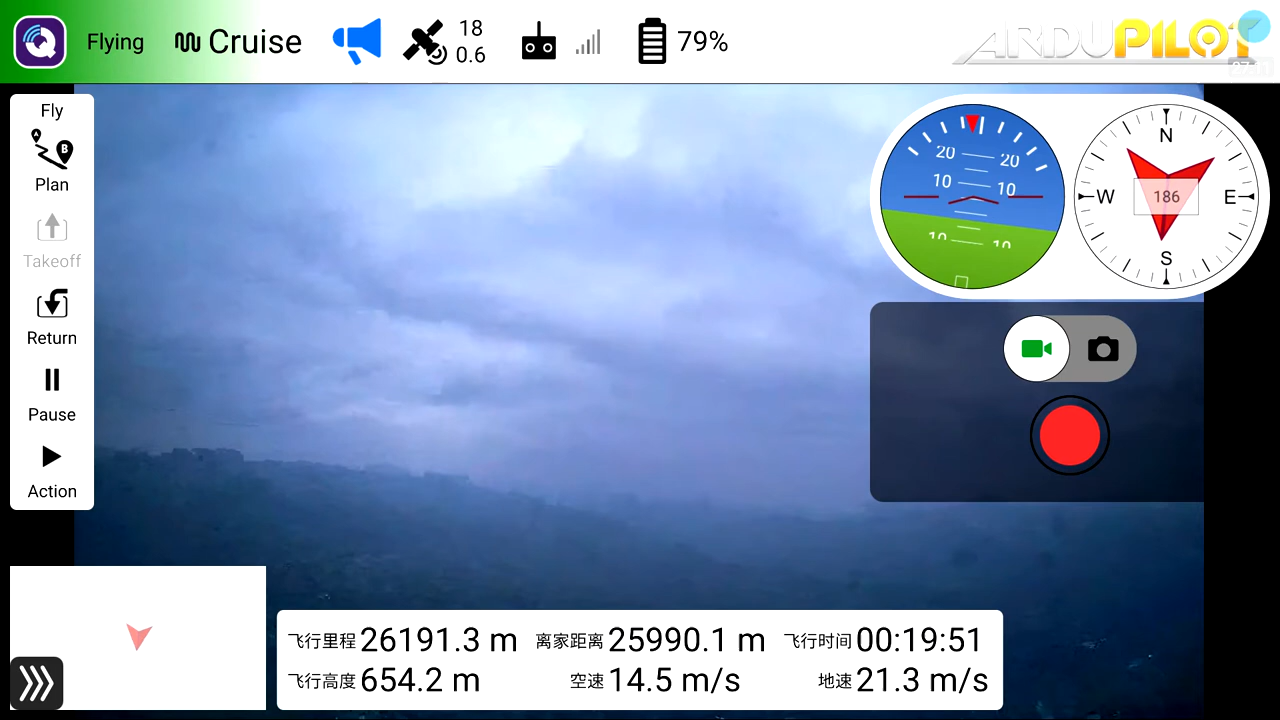 Flying
Cruise
18
0.6
79%
ARDUPILOT
Fly
Plan
Takeoff
Return
Pause
Action
20 20
10 10
10 10
N
W 186 E
S
飞行里程 26191.3 m 离家距离 25990.1 m 飞行时间 00:19:51
飞行高度 654.2 m 空速 14.5 m/s 地速 21.3 m/s